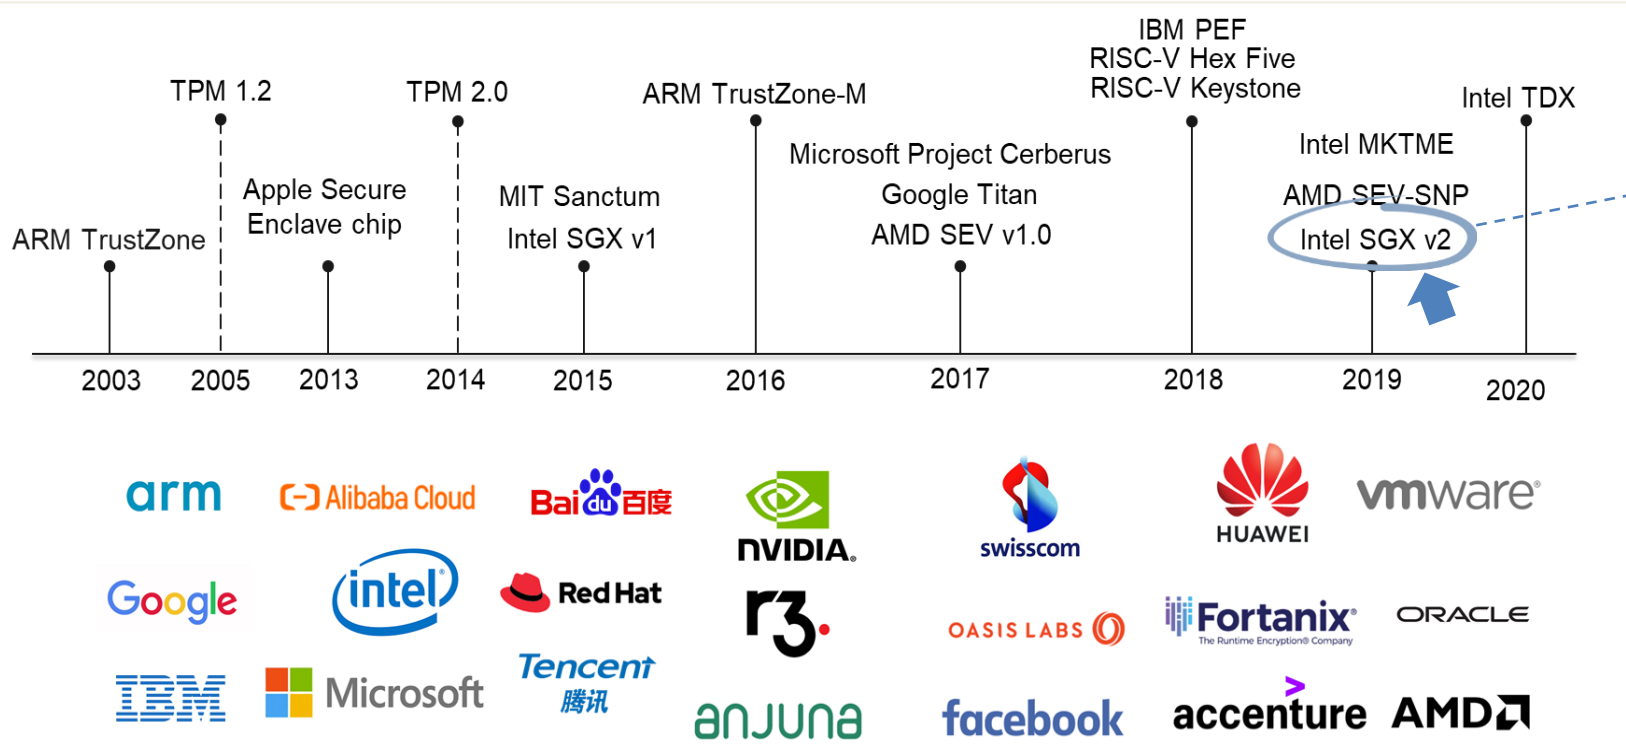 IBM PEF
RISC-V Hex Five
RISC-V Keystone
TPM 1.2
TPM 2.0
ARM TrustZone-M
Intel TDX
Microsoft Project Cerberus
Intel MKTME
Apple Secure
Enclave chip
MIT Sanctum
Google Titan
AMD SEV-SNP
ARM TrustZone
Intel SGX v1
AMD SEV v1.0
Intel SGX v2
2003
2005
2013
2014
2015
2016
2017
2018
2019
2020
arm
Alibaba Cloud
Bai du 百度
NVIDIA.
swisscom
HUAWEI
vmware®
Google
intel®
Red Hat
r3.
OASIS LABS
Fortanix®
The Runtime Encryption® Company
ORACLE
IBM
Microsoft
Tencent
腾讯
anjuna
facebook
accenture
>
AMD